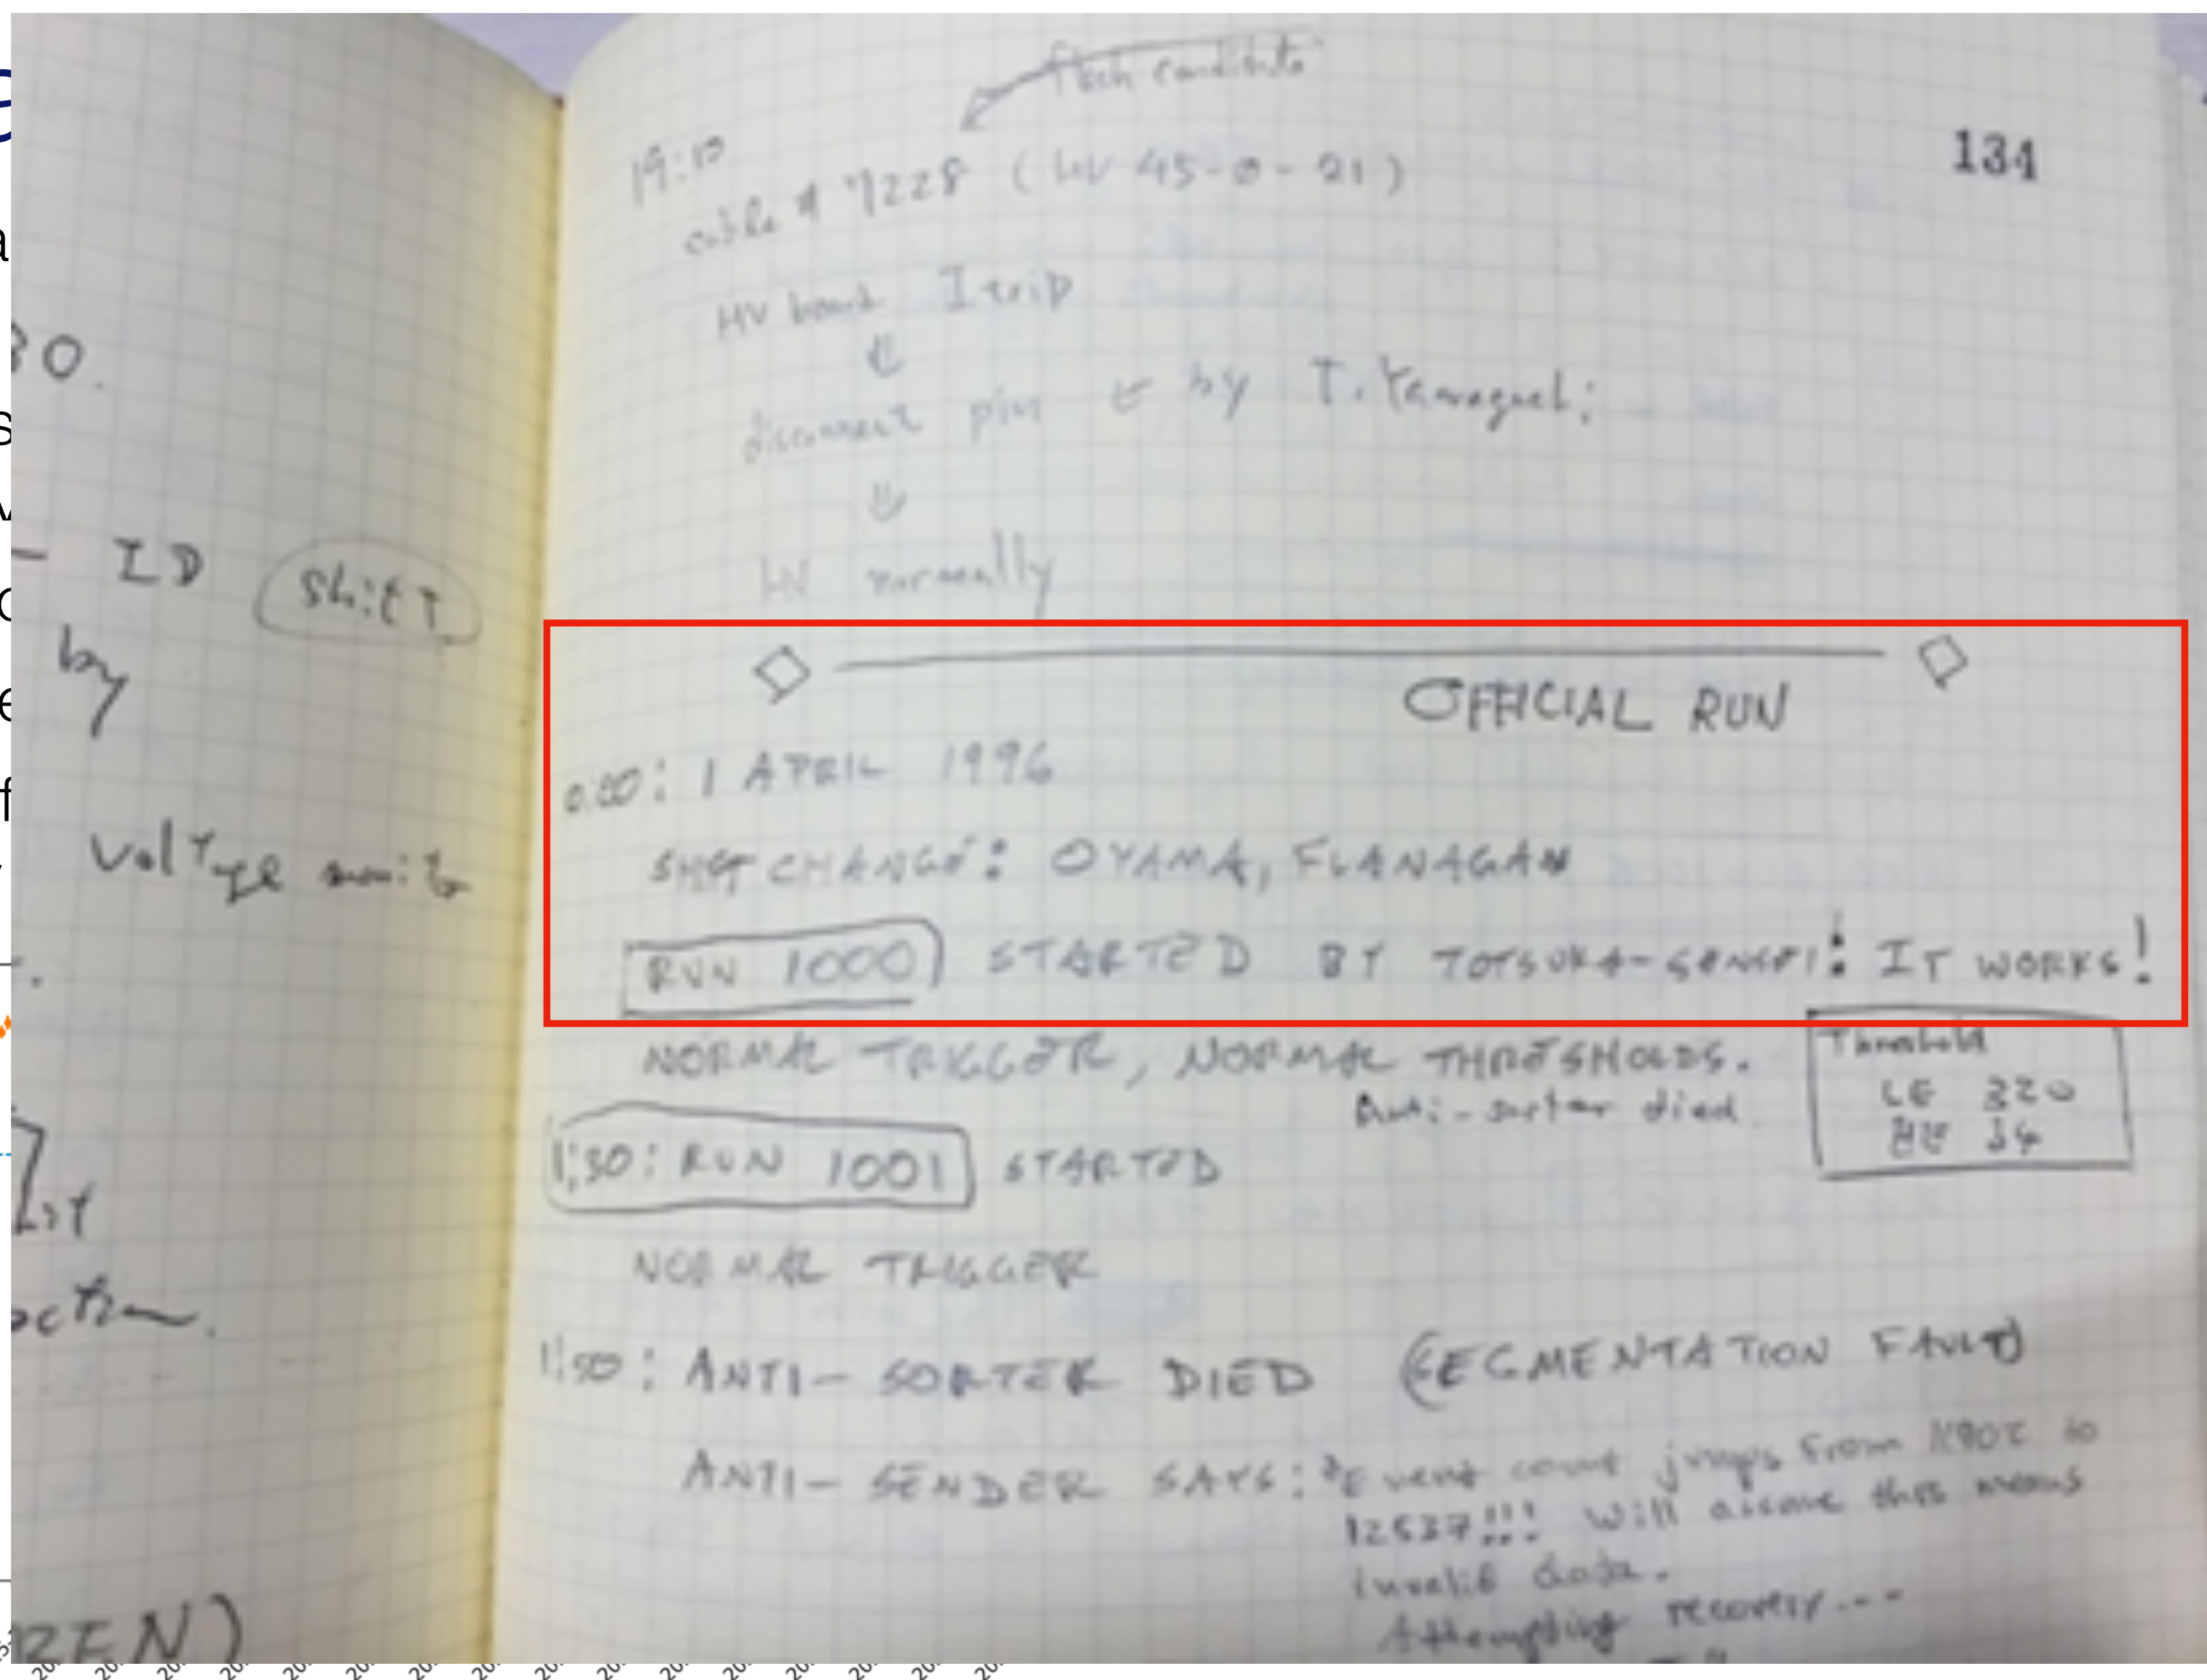 flash candidate
134
19:10
cable # 7228 (HV 45-0-21)
HV board I trip
⇓
disconnect pin by T. Yamaguchi
⇓
HV normally
30.
- ID shift
by
OFFICIAL RUN
0:00: 1 APRIL 1996
Voltage
SHIFT CHANGE: OYAMA, FLANAGAN
RUN 1000 STARTED BY TOTSUKA-SENSEI: IT WORKS!
NORMAL TRIGGER, NORMAL THRESHOLDS.
Threshold
LE 320
34
Anti-sorter died
1:30: RUN 1001 STARTED
NORMAL TRIGGER
1:50: ANTI-SORTER DIED (SEGMENTATION FAULT)
ANTI-SENDER SAYS: "Event count jumps from to
12537!!! Will assume this means
invalid data.
Attempting recovery---